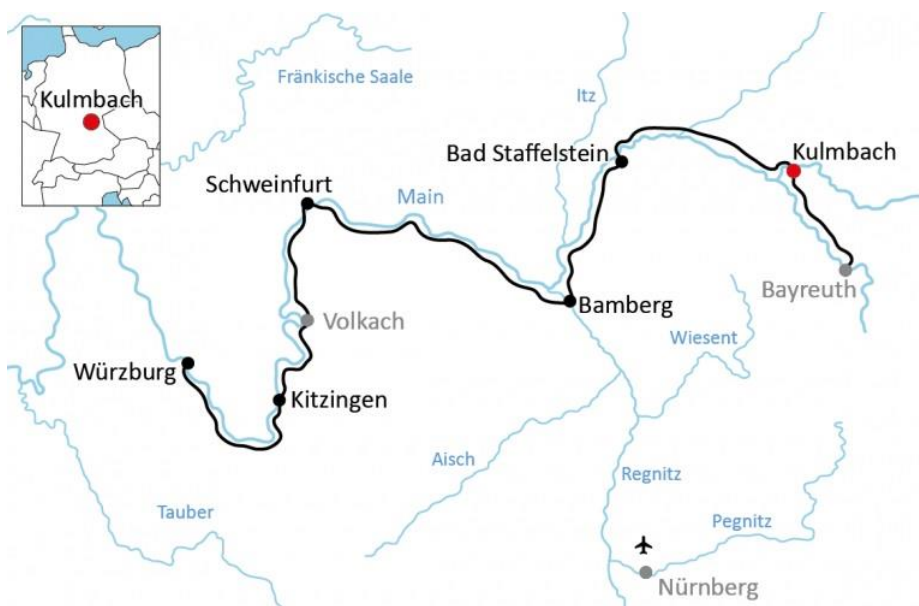 Kulmbach
Fränkische Saale
Itz
Bad Staffelstein
Kulmbach
Schweinfurt
Main
Bayreuth
Bamberg
Volkach
Wiesent
Würzburg
Kitzingen
Aisch
Regnitz
Tauber
Pegnitz
Nürnberg